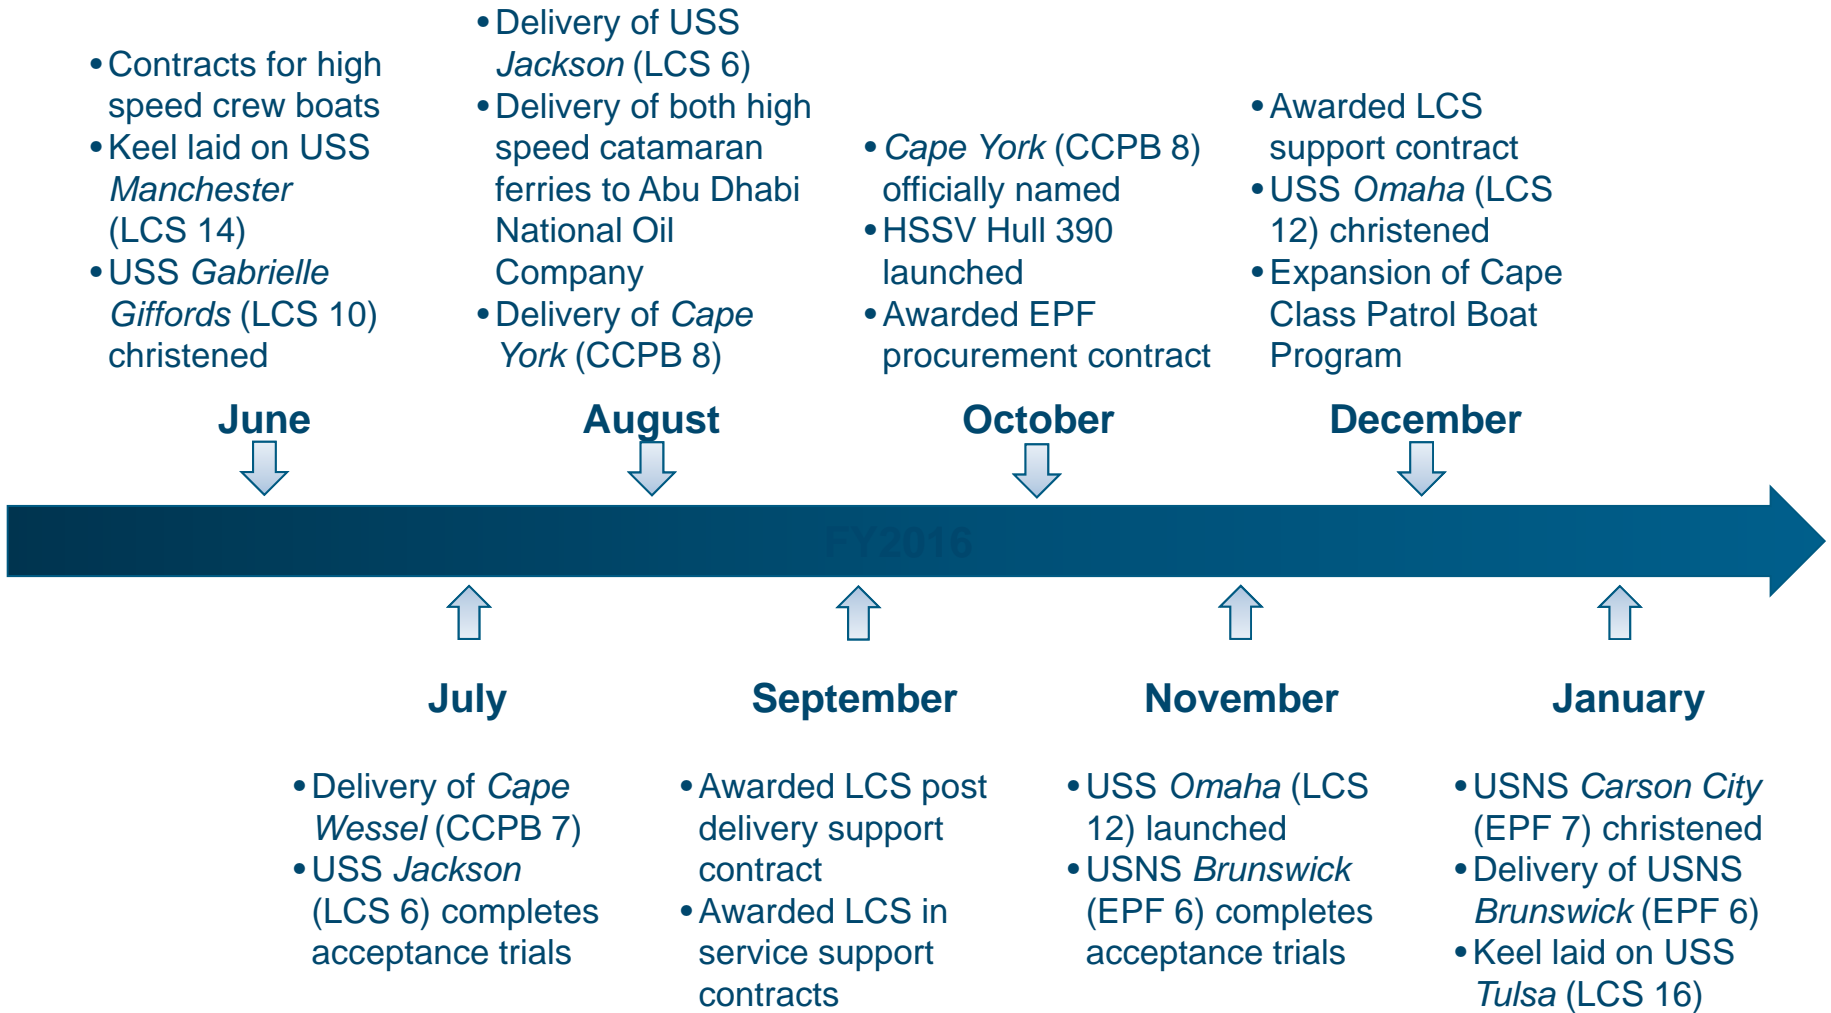 • Contracts for high
speed crew boats
• Keel laid on USS
Manchester
(LCS 14)
• USS Gabrielle
Giffords (LCS 10)
christened
June
• Delivery of USS
Jackson (LCS 6)
• Delivery of both high
speed catamaran
ferries to Abu Dhabi
National Oil
Company
• Delivery of Cape
York (CCPB 8)
August
• Cape York (CCPB 8)
officially named
• HSSV Hull 390
launched
• Awarded EPF
procurement contract
October
• Awarded LCS
support contract
• USS Omaha (LCS
12) christened
• Expansion of Cape
Class Patrol Boat
Program
December
FY2016
July
• Delivery of Cape
Wessel (CCPB 7)
• USS Jackson
(LCS 6) completes
acceptance trials
September
• Awarded LCS post
delivery support
contract
• Awarded LCS in
service support
contracts
November
• USS Omaha (LCS
12) launched
• USNS Brunswick
(EPF 6) completes
acceptance trials
January
• USNS Carson City
(EPF 7) christened
• Delivery of USNS
Brunswick (EPF 6)
• Keel laid on USS
Tulsa (LCS 16)